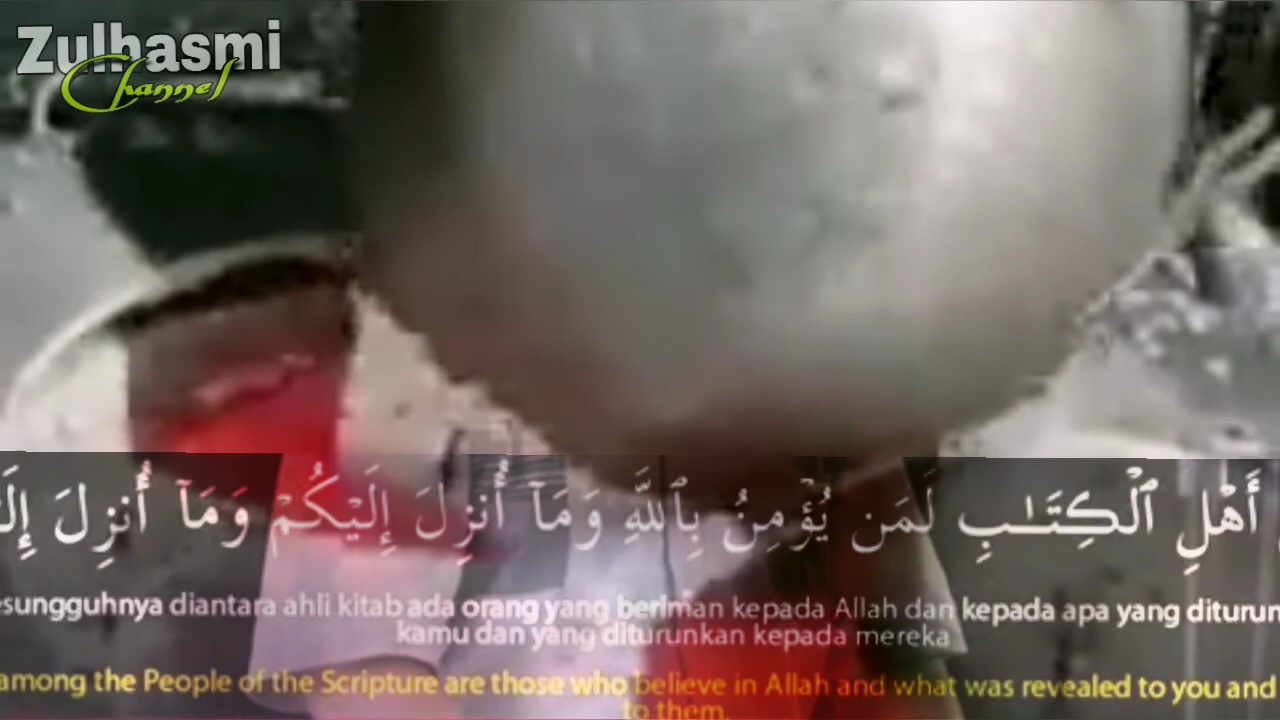 Zulhasmi
Channel
أَهْلِ ٱلْكِتَـٰبِ لَمَن يُؤْمِنُ بِٱللَّهِ وَمَآ أُنزِلَ إِلَيْكُمْ وَمَآ أُنزِلَ
esungguhnya diantara ahli kitab ada orang yang beriman kepada Allah dan kepada apa yang diturun
kamu dan yang diturunkan kepada mereka
among the People of the Scripture are those who believe in Allah and what was revealed to you and
to them.